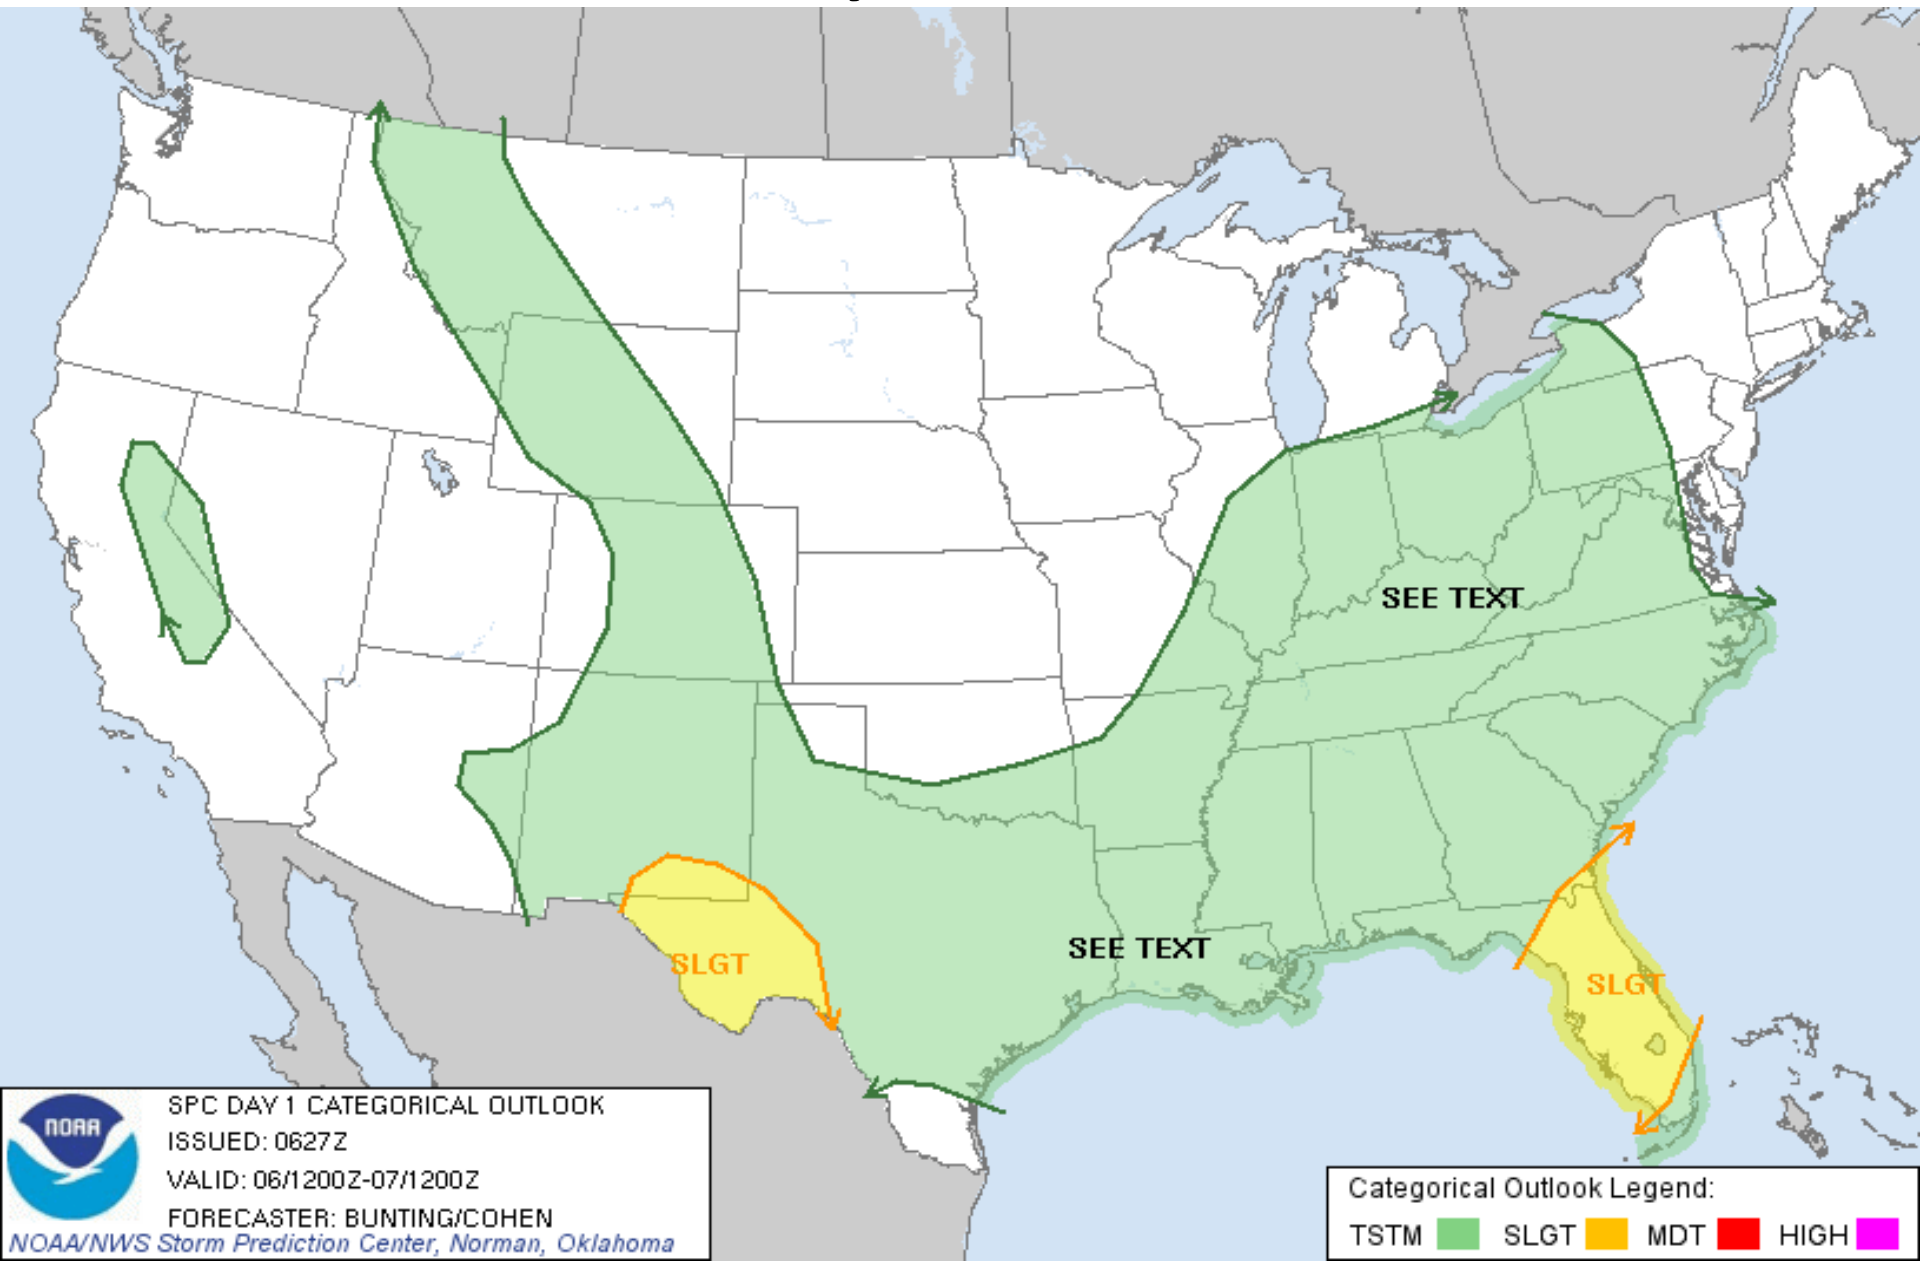 SEE TEXT
SEE TEXT
SLGT
SLGT
NOAA
SPC DAY 1 CATEGORICAL OUTLOOK
ISSUED: 0627Z
VALID: 06/1200Z-07/1200Z
FORECASTER: BUNTING/COHEN
NOAA/NWS Storm Prediction Center, Norman, Oklahoma
Categorical Outlook Legend:
TSTM SLGT MDT HIGH